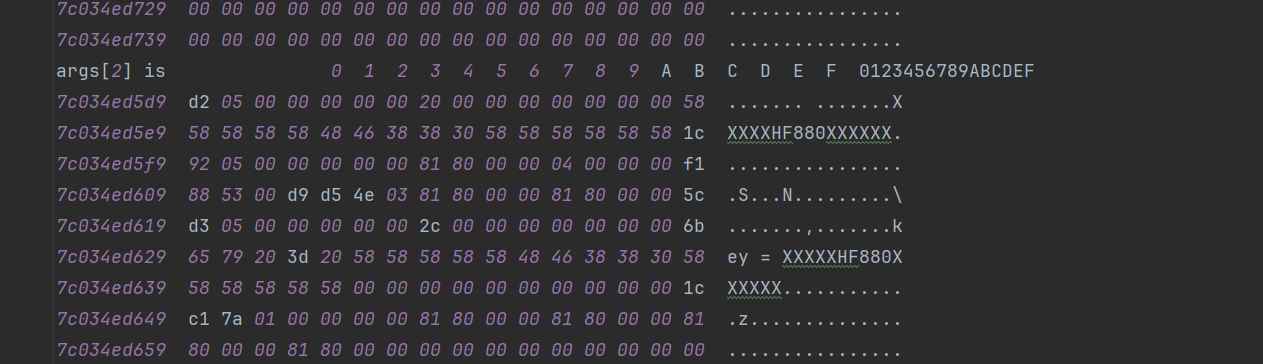 7c034ed729  00 00 00 00 00 00 00 00 00 00 00 00 00 00 00 00  ................
7c034ed739  00 00 00 00 00 00 00 00 00 00 00 00 00 00 00 00  ................
args[2] is               0  1  2  3  4  5  6  7  8  9  A  B  C  D  E  F  0123456789ABCDEF
7c034ed5d9  d2 05 00 00 00 00 00 20 00 00 00 00 00 00 00 58  ....... .......X
7c034ed5e9  58 58 58 58 48 46 38 38 30 58 58 58 58 58 58 1c  XXXXHF880XXXXXX.
7c034ed5f9  92 05 00 00 00 00 00 81 80 00 00 04 00 00 00 f1  ................
7c034ed609  88 53 00 d9 d5 4e 03 81 80 00 00 81 80 00 00 5c  .S...N.........\
7c034ed619  d3 05 00 00 00 00 00 2c 00 00 00 00 00 00 00 6b  .......,.......k
7c034ed629  65 79 20 3d 20 58 58 58 58 58 48 46 38 38 30 58  ey = XXXXXHF880X
7c034ed639  58 58 58 58 58 00 00 00 00 00 00 00 00 00 00 1c  XXXXX...........
7c034ed649  c1 7a 01 00 00 00 00 81 80 00 00 81 80 00 00 81  .z..............
7c034ed659  80 00 00 81 80 00 00 00 00 00 00 00 00 00 00 00  ................